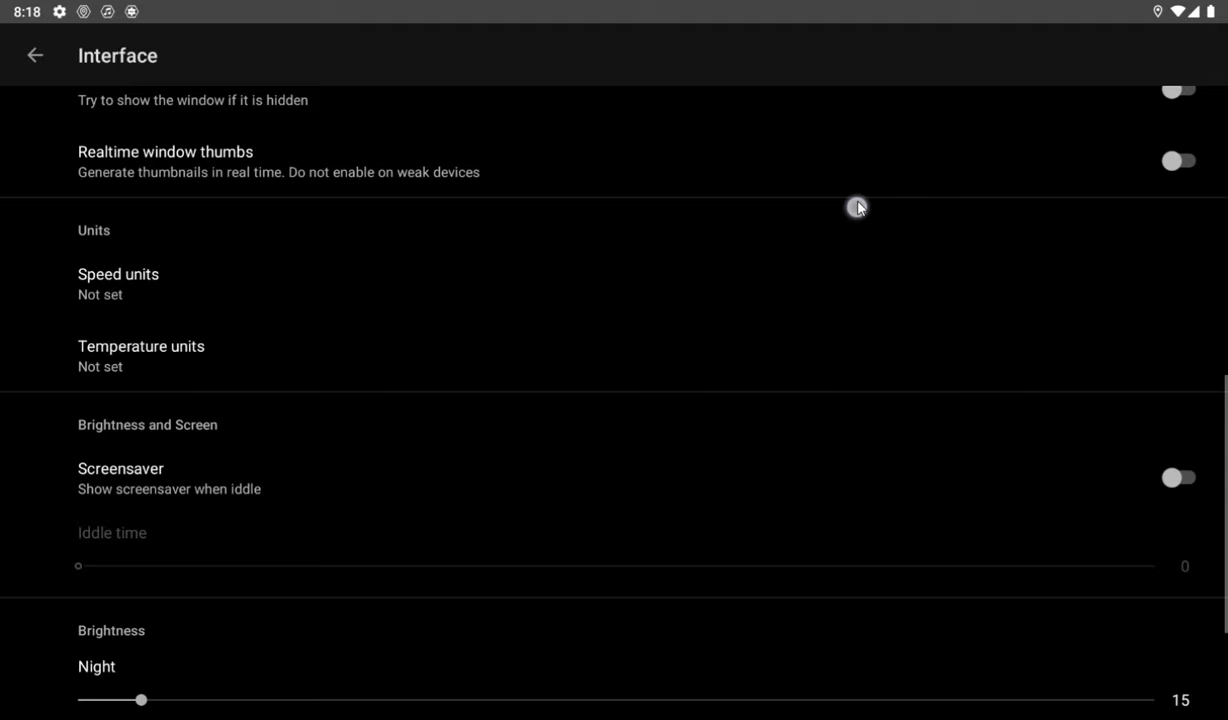 8:18
Interface
Try to show the window if it is hidden
Realtime window thumbs
Generate thumbnails in real time. Do not enable on weak devices
Units
Speed units
Not set
Temperature units
Not set
Brightness and Screen
Screensaver
Show screensaver when iddle
Iddle time
0
Brightness
Night
15